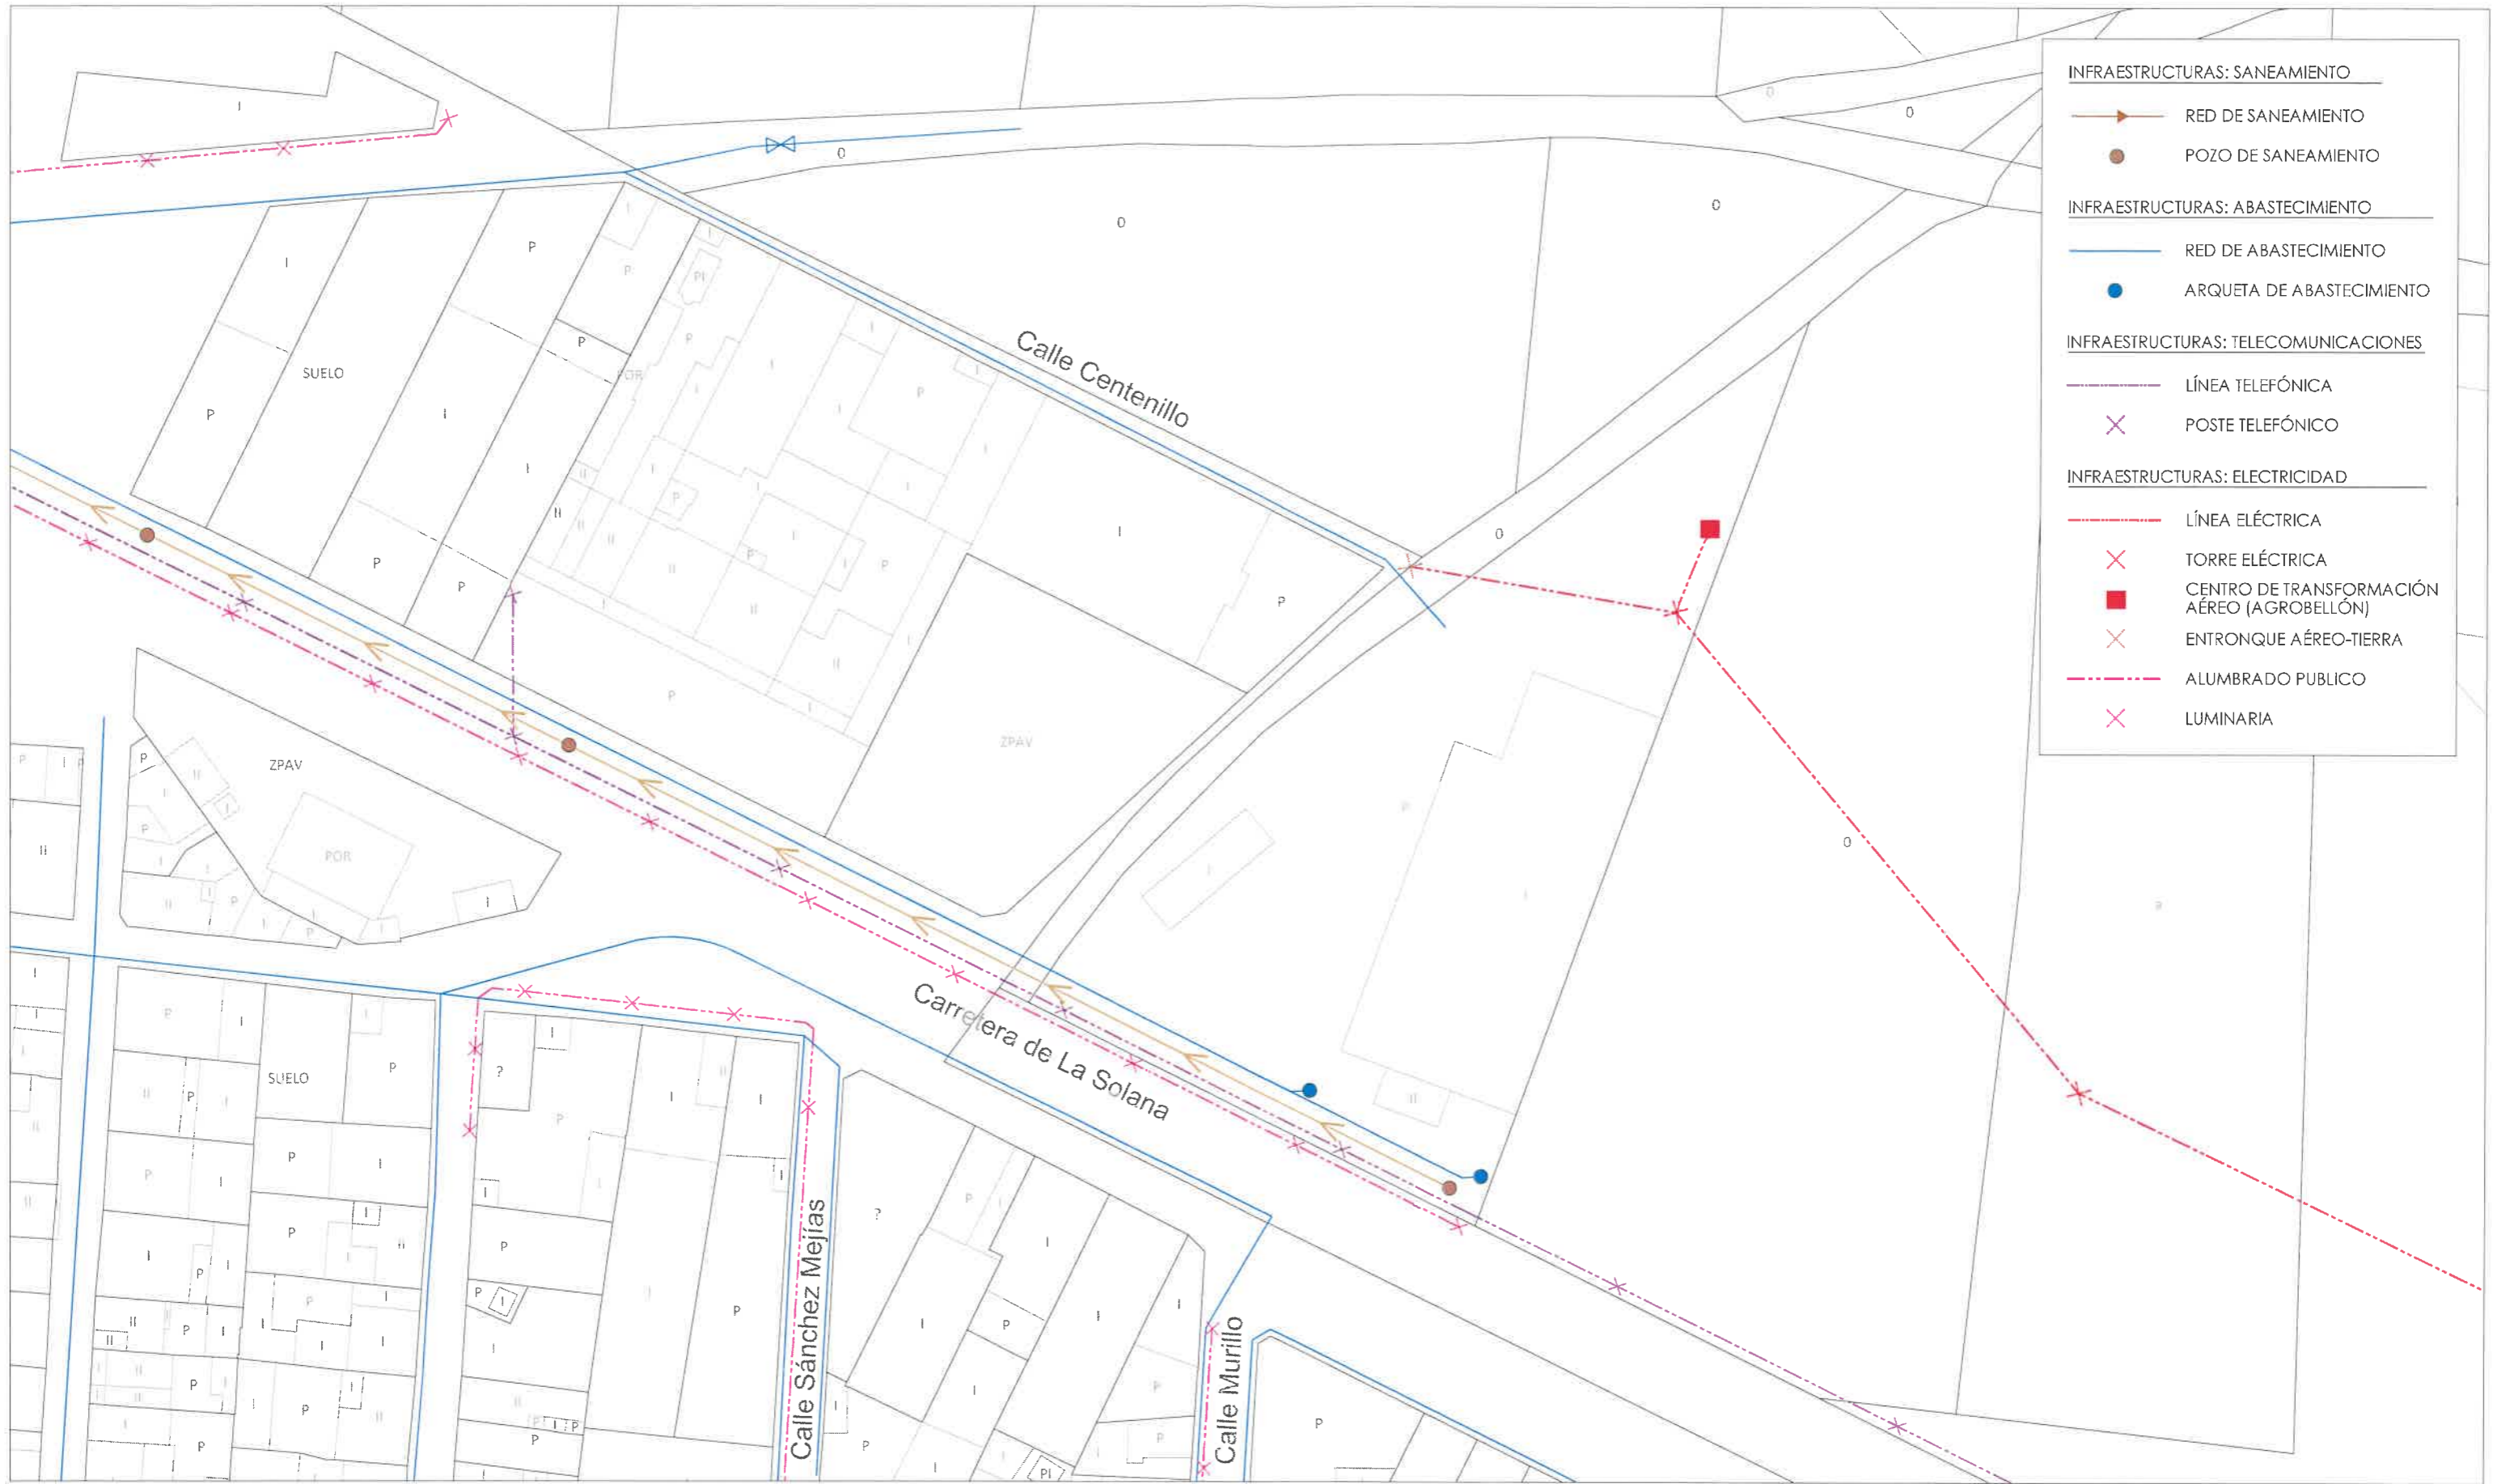 INFRAESTRUCTURAS: SANEAMIENTO
RED DE SANEAMIENTO
POZO DE SANEAMIENTO
INFRAESTRUCTURAS: ABASTECIMIENTO
RED DE ABASTECIMIENTO
ARQUETA DE ABASTECIMIENTO
INFRAESTRUCTURAS: TELECOMUNICACIONES
LÍNEA TELEFÓNICA
POSTE TELEFÓNICO
INFRAESTRUCTURAS: ELECTRICIDAD
LÍNEA ELÉCTRICA
TORRE ELÉCTRICA
CENTRO DE TRANSFORMACIÓN
AÉREO (AGROBELLÓN)
ENTRONQUE AÉREO-TIERRA
ALUMBRADO PUBLICO
LUMINARIA
Calle Centenillo
SUELO
POR
ZPAV
ZPAV
POR
Carretera de La Solana
SUELO
Calle Sánchez Mejías
Calle Murillo